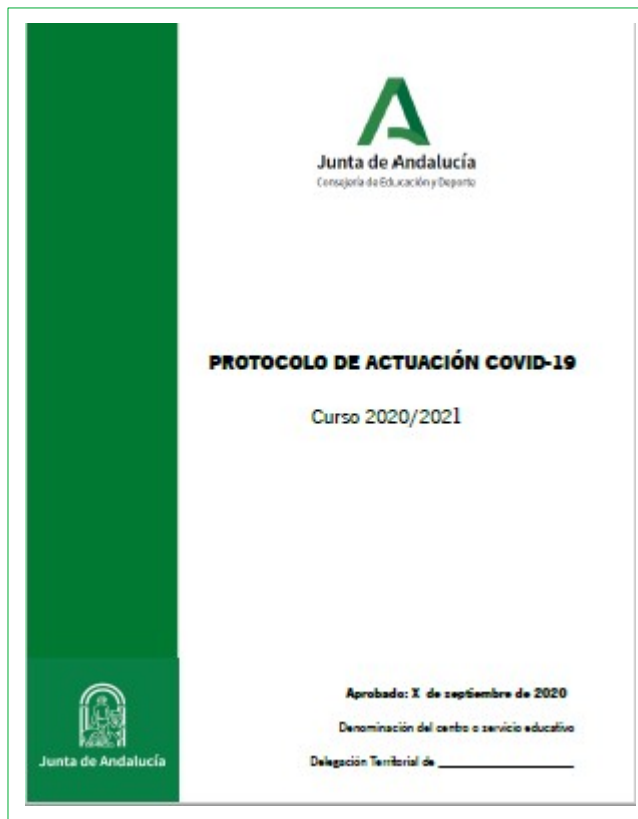 Junta de Andalucía
Consejería de Educación y Deporte
PROTOCOLO DE ACTUACIÓN COVID-19
Curso 2020/2021
Aprobado: X de septiembre de 2020
Denominación del centro o servicio educativo
Delegación Territorial de ____________________
Junta de Andalucía